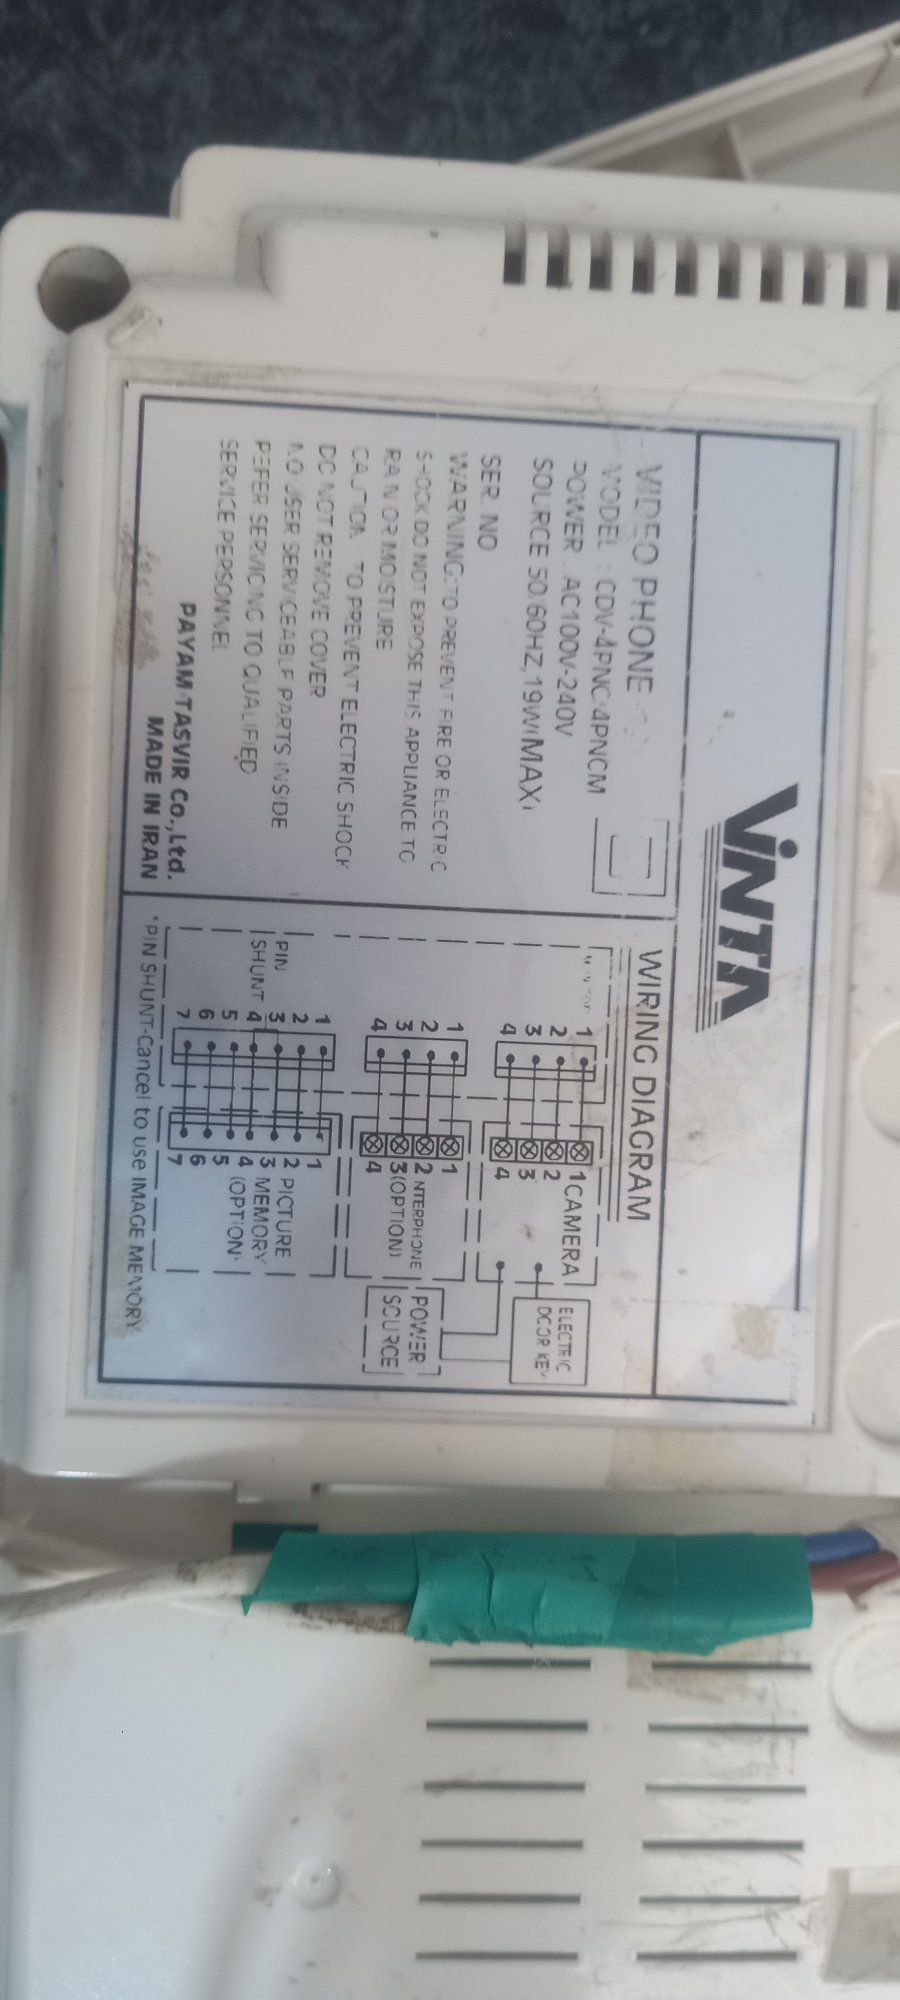 VINTA
VIDEO PHONE
MODEL : CDV-4PNC/4PNCM
POWER AC100V-240V
SOURCE 50/60HZ, 19W(MAX)
SER. NO
WARNING: TO PREVENT FIRE OR ELECTRIC
SHOCK DO NOT EXPOSE THIS APPLIANCE TO
RAIN OR MOISTURE
CAUTION TO PREVENT ELECTRIC SHOCK
DO NOT REMOVE COVER
NO USER SERVICEABLE PARTS INSIDE
REFER SERVICING TO QUALIFIED
SERVICE PERSONNEL
PAYAM TASVIR Co.,Ltd.
MADE IN IRAN
WIRING DIAGRAM
1 1 CAMERA
2 2
3 3
4 4
ELECTRIC
DOOR KEY
1 1
2 2 INTERPHONE
3 3 (OPTION)
4 4
POWER
SOURCE
1 1
2 2 PICTURE
PIN 3 3 MEMORY
SHUNT 4 4 (OPTION)
5 5
6 6
7 7
*PIN SHUNT-Cancel to use IMAGE MEMORY